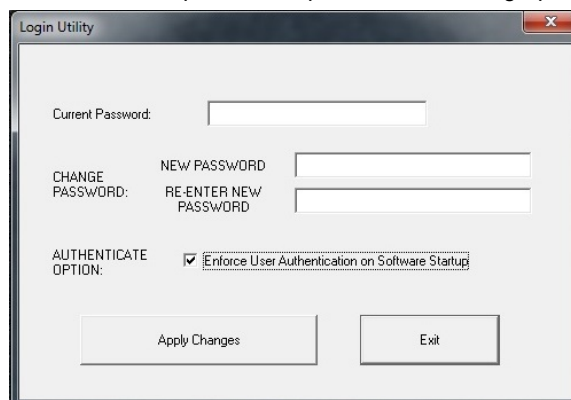 Login Utility
Current Password:
CHANGE
PASSWORD:
NEW PASSWORD
RE-ENTER NEW
PASSWORD
AUTHENTICATE
OPTION:
Enforce User Authentication on Software Startup
Apply Changes
Exit